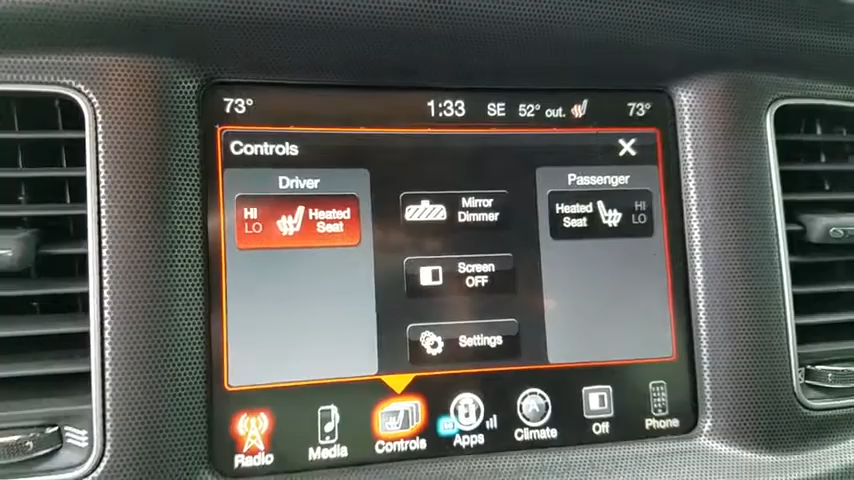 73° 1:33 SE 52° out. 73°
Controls X
Driver
HI
LO
Heated
Seat
Mirror
Dimmer
Screen
OFF
Settings
Passenger
Heated
Seat
HI
LO
Radio Media Controls Apps Climate Off Phone